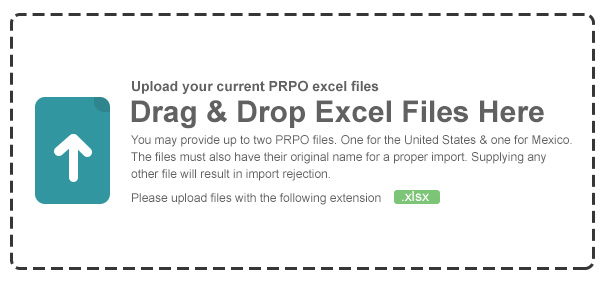 Upload your current PRPO excel files
Drag & Drop Excel Files Here
You may provide up to two PRPO files. One for the United States & one for Mexico.
The files must also have their original name for a proper import. Supplying any
other file will result in import rejection.
Please upload files with the following extension .xlsx